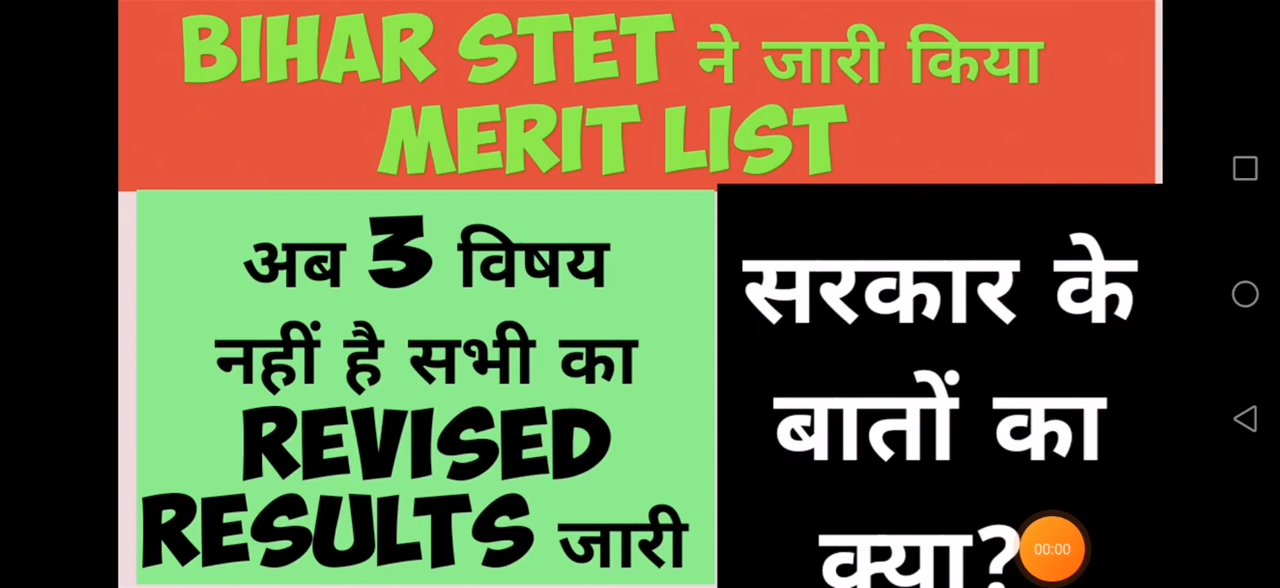 BIHAR STET ने जारी किया
MERIT LIST
अब 3 विषय
नहीं है सभी का
REVISED
RESULTS जारी
सरकार के
बातों का
क्या?
00:00